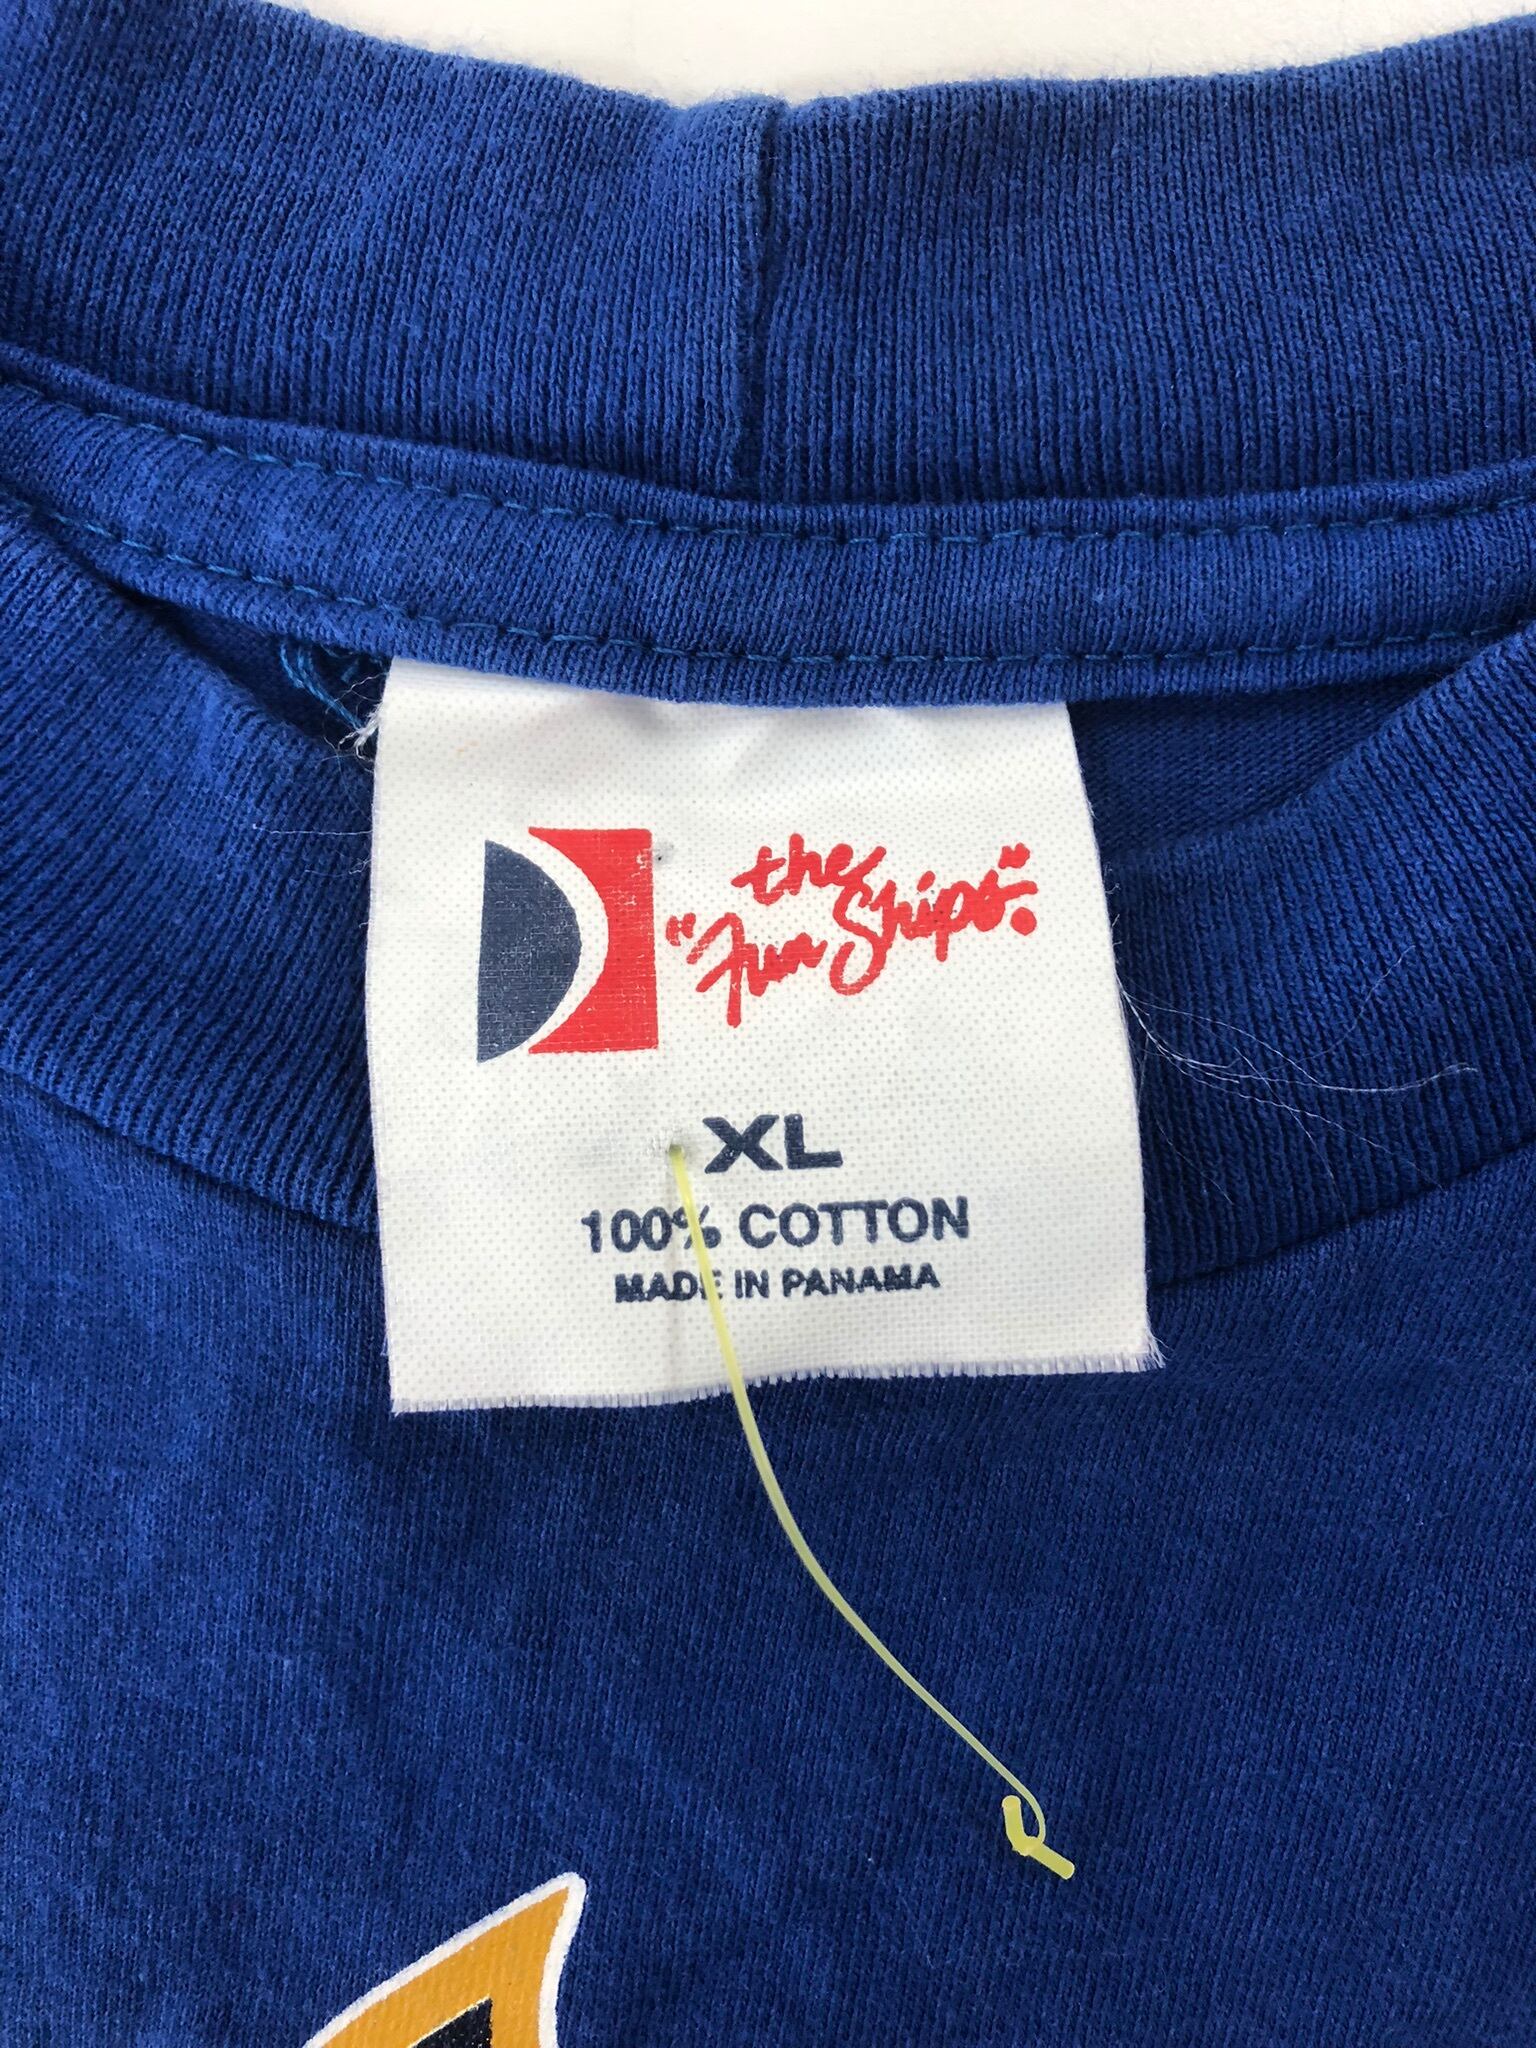 the
"Fun Ships."
XL
100% COTTON
MADE IN PANAMA